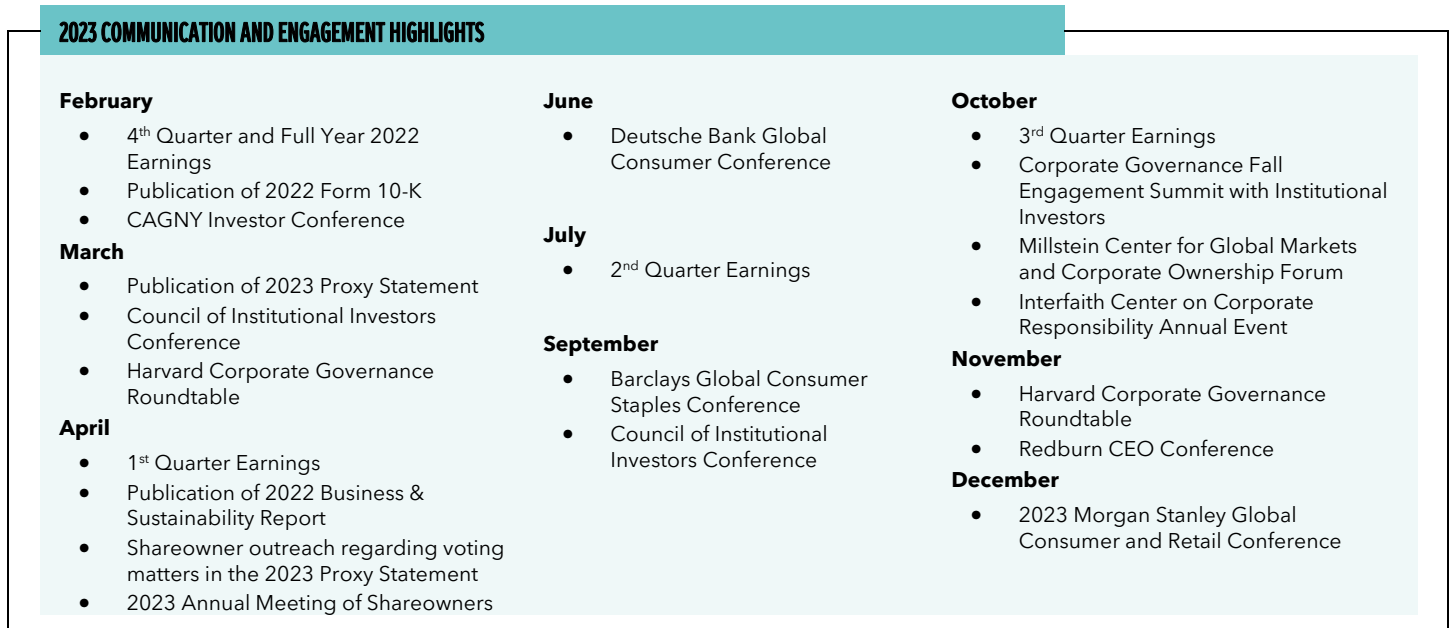 2023 COMMUNICATION AND ENGAGEMENT HIGHLIGHTS
February
• 4th Quarter and Full Year 2022
Earnings
• Publication of 2022 Form 10-K
• CAGNY Investor Conference
March
• Publication of 2023 Proxy Statement
• Council of Institutional Investors
Conference
• Harvard Corporate Governance
Roundtable
April
• 1st Quarter Earnings
• Publication of 2022 Business &
Sustainability Report
• Shareowner outreach regarding voting
matters in the 2023 Proxy Statement
• 2023 Annual Meeting of Shareowners
June
• Deutsche Bank Global
Consumer Conference
July
• 2nd Quarter Earnings
September
• Barclays Global Consumer
Staples Conference
• Council of Institutional
Investors Conference
October
• 3rd Quarter Earnings
• Corporate Governance Fall
Engagement Summit with Institutional
Investors
• Millstein Center for Global Markets
and Corporate Ownership Forum
• Interfaith Center on Corporate
Responsibility Annual Event
November
• Harvard Corporate Governance
Roundtable
• Redburn CEO Conference
December
• 2023 Morgan Stanley Global
Consumer and Retail Conference